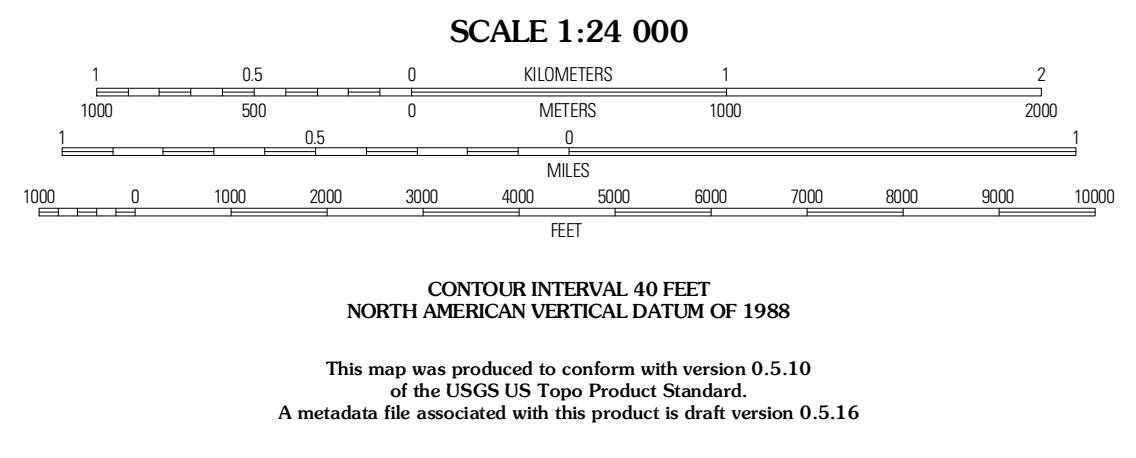 SCALE 1:24 000
1 0.5 0 KILOMETERS 1 2
1000 500 0 METERS 1000 2000
1 0.5 0 1
MILES
1000 0 1000 2000 3000 4000 5000 6000 7000 8000 9000 10000
FEET
CONTOUR INTERVAL 40 FEET
NORTH AMERICAN VERTICAL DATUM OF 1988
This map was produced to conform with version 0.5.10
of the USGS US Topo Product Standard.
A metadata file associated with this product is draft version 0.5.16